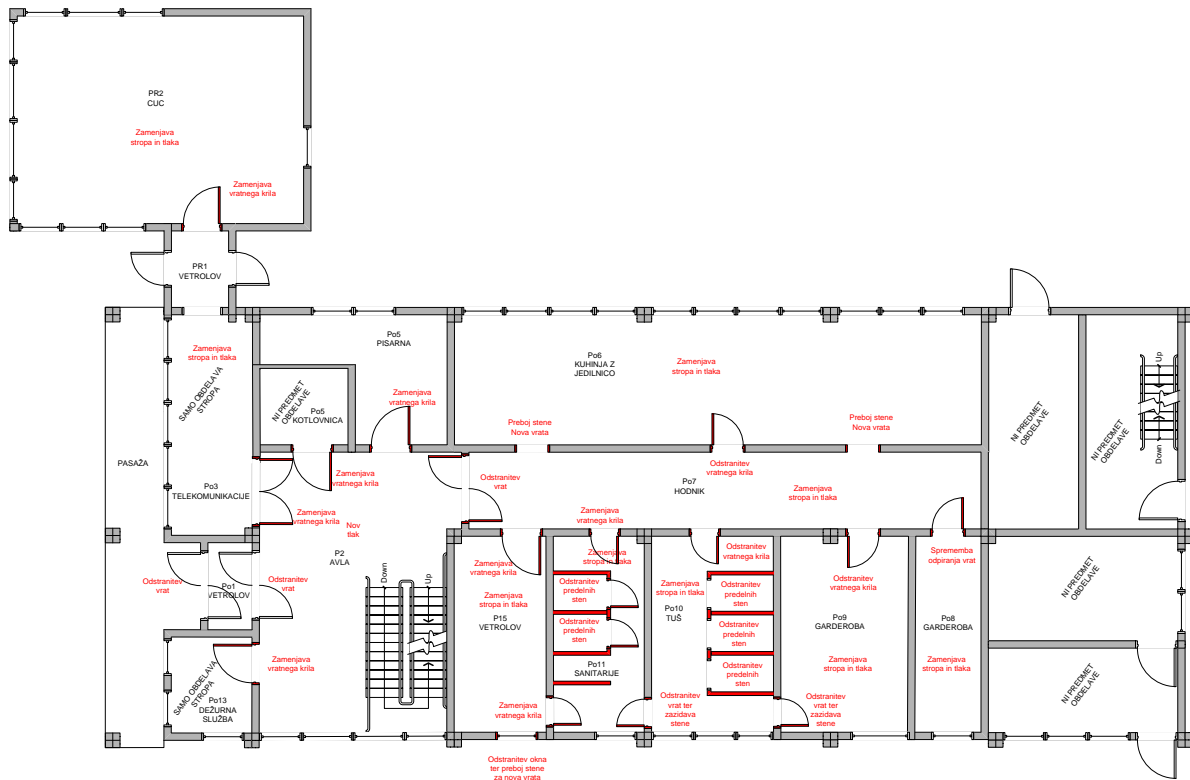 PR2
CUC
Zamenjava
stropa in tlaka
Zamenjava
vratnega krila
PR1
VETROLOV
Zamenjava
stropa in tlaka
SAMO OBDELAVA
STROPA
Po5
PISARNA
Zamenjava
vratnega krila
NI PREDMET
OBDELAVE
Po5
KOTLOVNICA
Po6
KUHINJA Z
JEDILNICO
Zamenjava
stropa in tlaka
Preboj stene
Nova vrata
Odstranitev
vratnega krila
Preboj stene
Nova vrata
NI PREDMET
OBDELAVE
NI PREDMET
OBDELAVE
Up
Down
PASAŽA
Po3
TELEKOMUNIKACIJE
Zamenjava
vratnega krila
Zamenjava
vratnega krila
Nov
tlak
Odstranitev
vrat
Po7
HODNIK
Zamenjava
stropa in tlaka
Zamenjava
vratnega krila
P2
AVLA
Odstranitev
vrat
Po1
VETROLOV
Odstranitev
vrat
Down
Up
Zamenjava
vratnega krila
Zamenjava
stropa in tlaka
P15
VETROLOV
Zamenjava
stropa in tlaka
Odstranitev
predelnih
sten
Odstranitev
predelnih
sten
Po11
SANITARIJE
Zamenjava
vratnega krila
Odstranitev okna
ter preboj stene
za nova vrata
Zamenjava
stropa in tlaka
Po10
TUŠ
Odstranitev
vratnega krila
Odstranitev
predelnih
sten
Odstranitev
predelnih
sten
Odstranitev
predelnih
sten
Odstranitev
vrat ter
zazidava
stene
Odstranitev
vratnega krila
Po9
GARDEROBA
Zamenjava
stropa in tlaka
Odstranitev
vrat ter
zazidava
stene
Sprememba
odpiranja vrat
Po8
GARDEROBA
Zamenjava
stropa in tlaka
NI PREDMET
OBDELAVE
NI PREDMET
OBDELAVE
SAMO OBDELAVA
STROPA
Po13
DEŽURNA
SLUŽBA
Zamenjava
vratnega krila